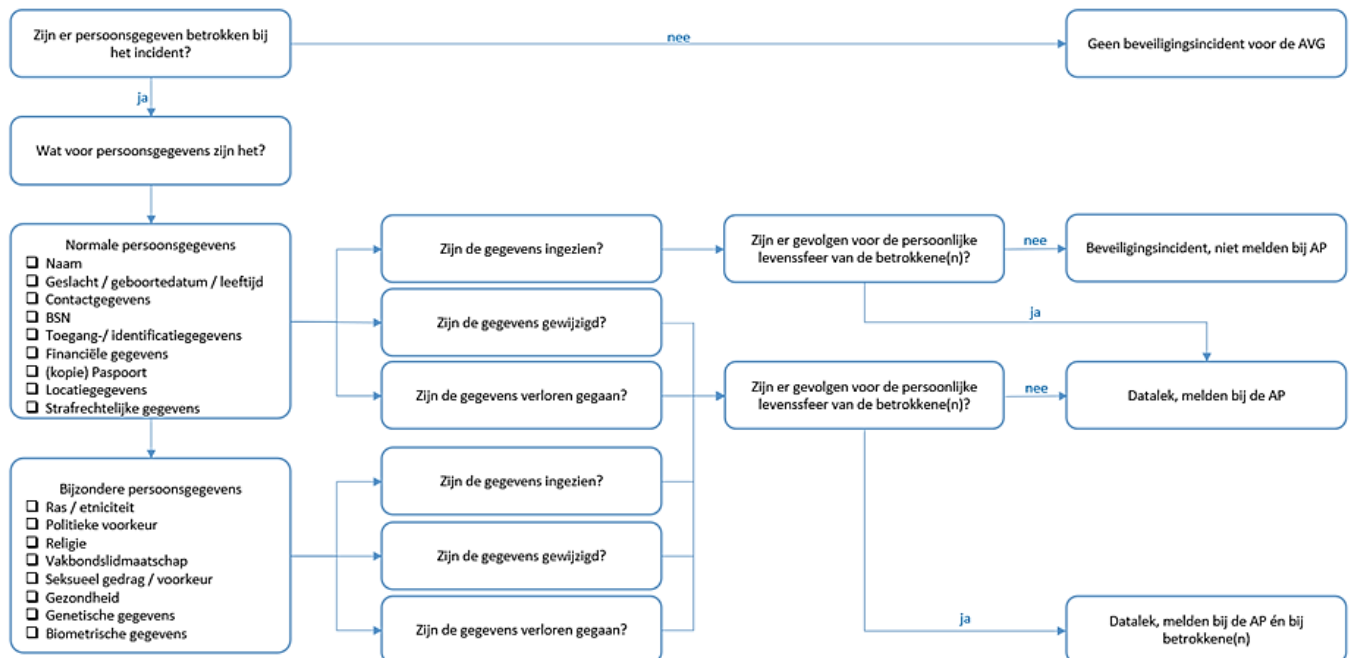 Zijn er persoonsgegeven betrokken bij
het incident?
nee
Geen beveiligingsincident voor de AVG
ja
Wat voor persoonsgegevens zijn het?
Normale persoonsgegevens
Naam
Geslacht / geboortedatum / leeftijd
Contactgegevens
BSN
Toegang-/ identificatiegegevens
Financiële gegevens
(kopie) Paspoort
Locatiegegevens
Strafrechtelijke gegevens
Zijn de gegevens ingezien?
Zijn er gevolgen voor de persoonlijke
levenssfeer van de betrokkene(n)?
nee
Beveiligingsincident, niet melden bij AP
Zijn de gegevens gewijzigd?
ja
Zijn de gegevens verloren gegaan?
Zijn er gevolgen voor de persoonlijke
levenssfeer van de betrokkene(n)?
nee
Datalek, melden bij de AP
Bijzondere persoonsgegevens
Ras / etniciteit
Politieke voorkeur
Religie
Vakbondslidmaatschap
Seksueel gedrag / voorkeur
Gezondheid
Genetische gegevens
Biometrische gegevens
Zijn de gegevens ingezien?
Zijn de gegevens gewijzigd?
Zijn de gegevens verloren gegaan?
ja
Datalek, melden bij de AP én bij
betrokkene(n)